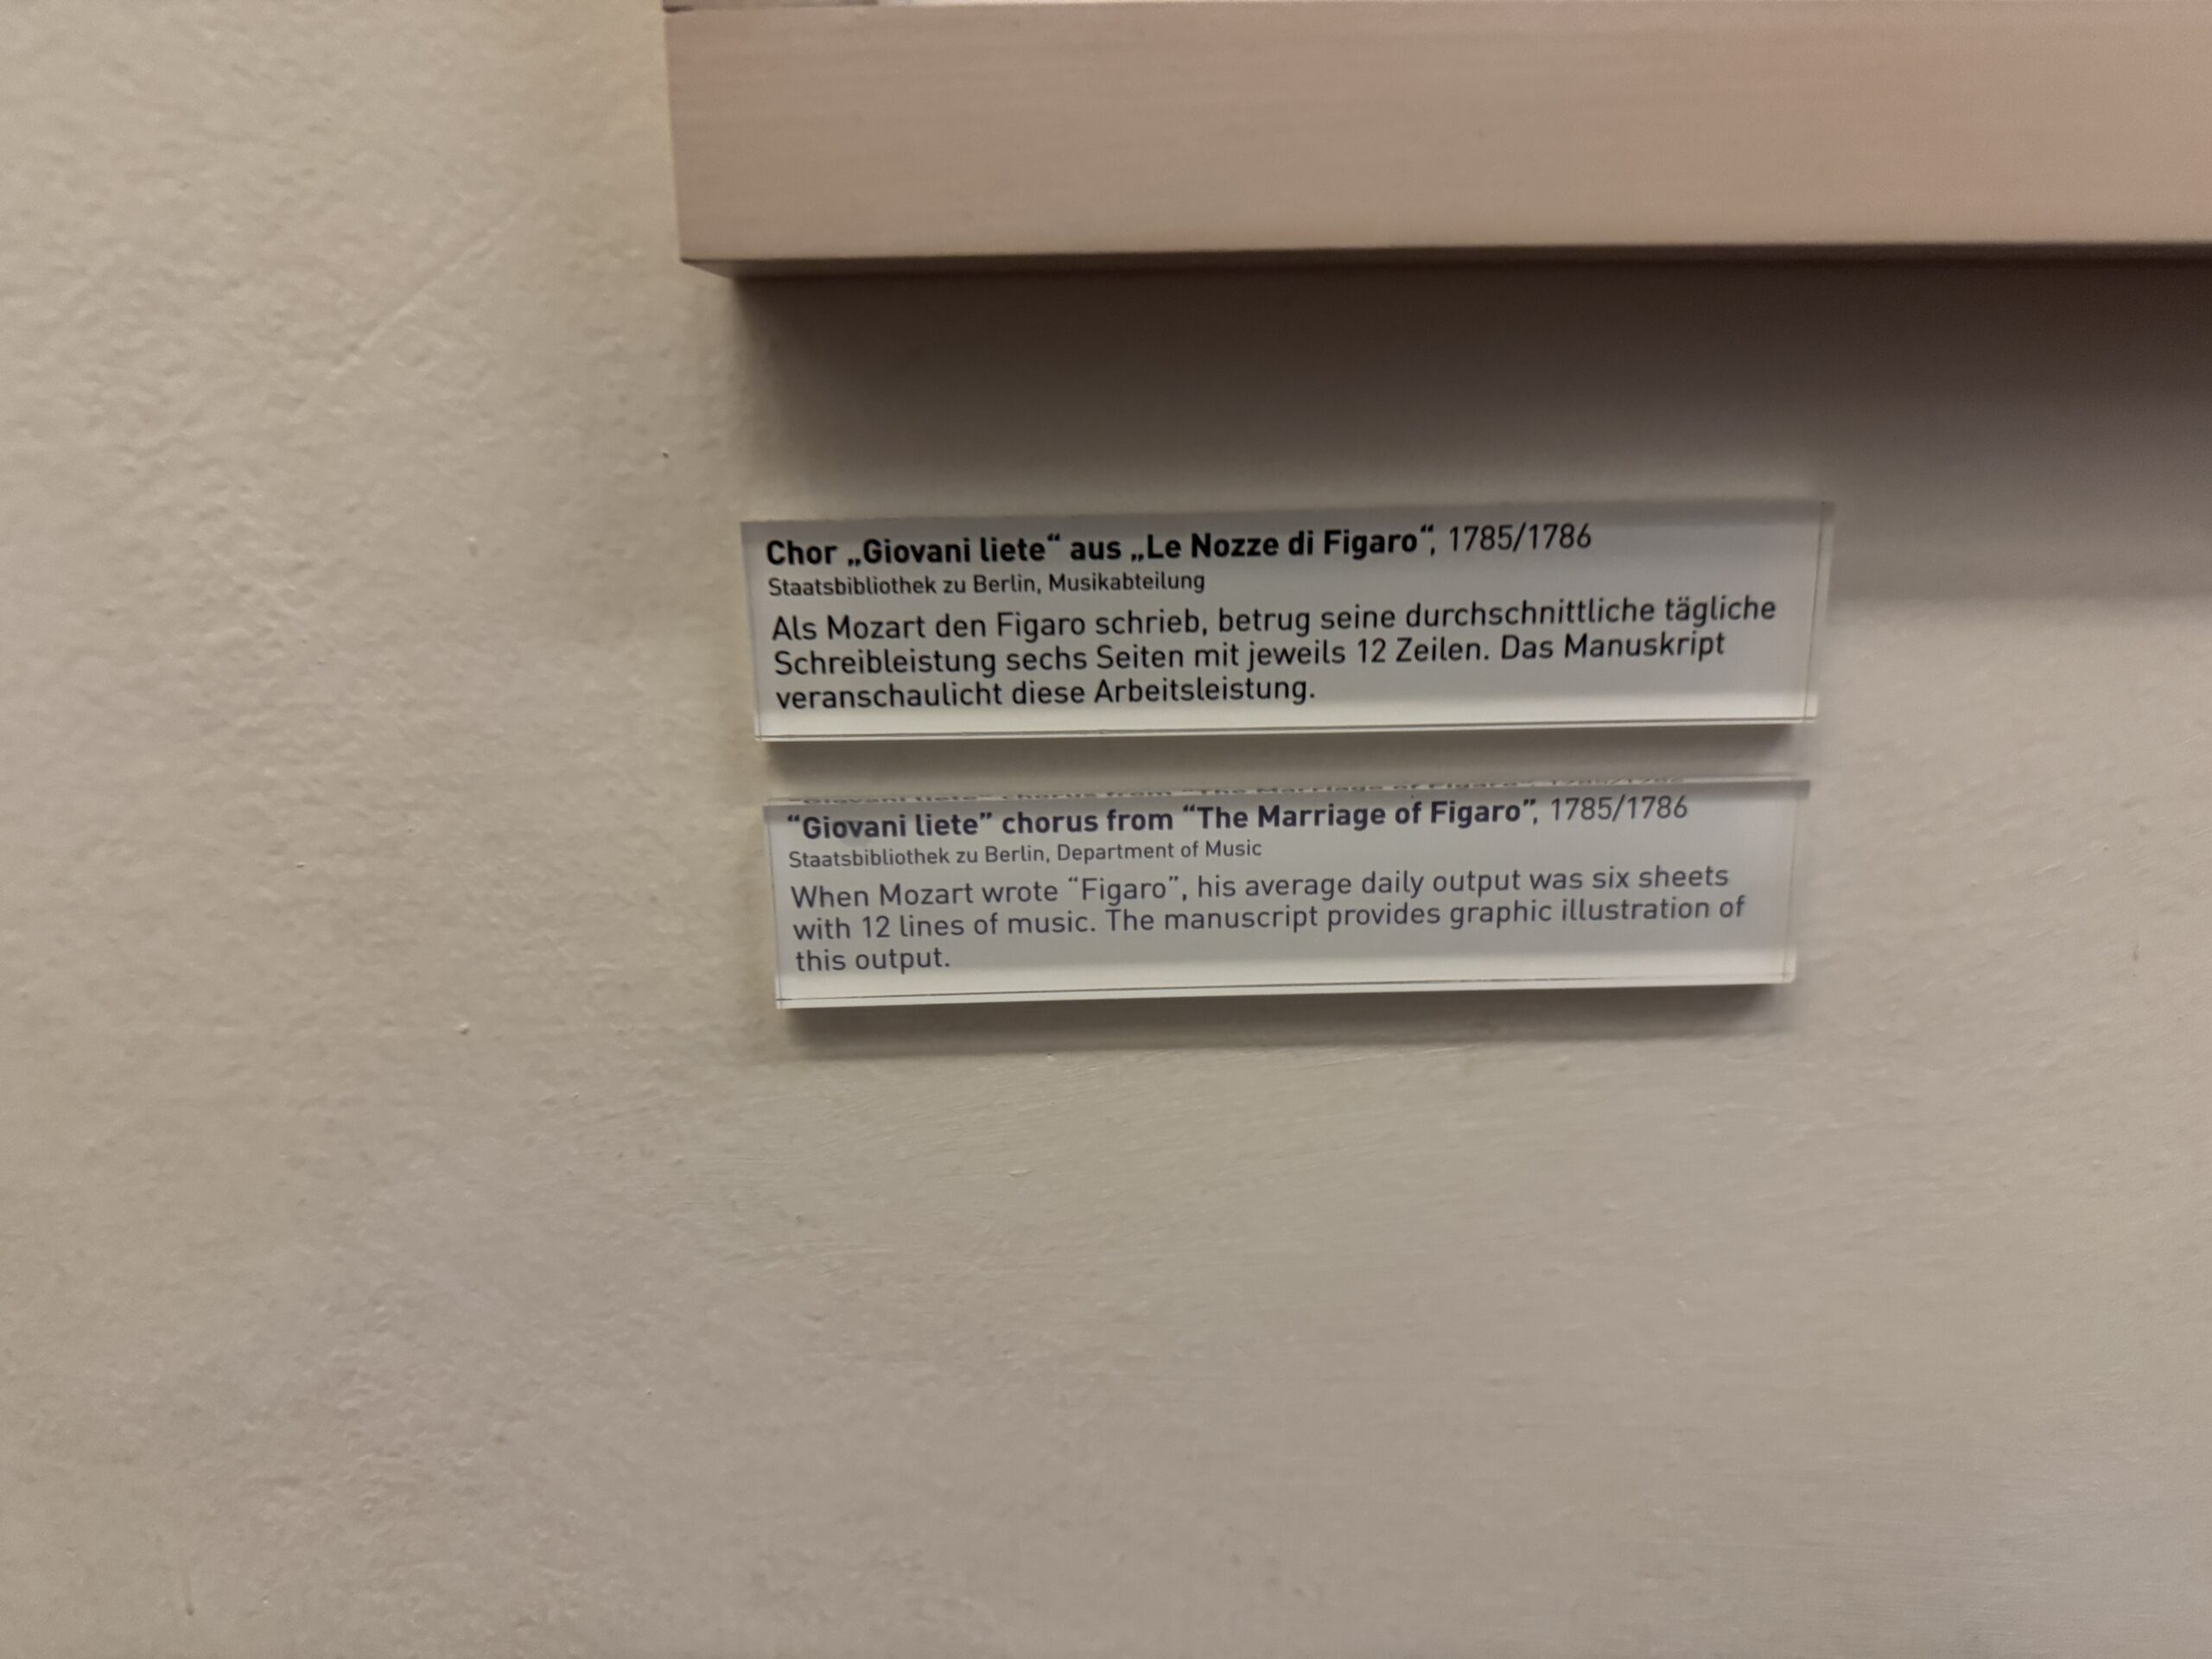 Chor „Giovani liete“ aus „Le Nozze di Figaro“, 1785/1786
Staatsbibliothek zu Berlin, Musikabteilung
Als Mozart den Figaro schrieb, betrug seine durchschnittliche tägliche
Schreibleistung sechs Seiten mit jeweils 12 Zeilen. Das Manuskript
veranschaulicht diese Arbeitsleistung.
“Giovani liete” chorus from “The Marriage of Figaro”, 1785/1786
Staatsbibliothek zu Berlin, Department of Music
When Mozart wrote “Figaro”, his average daily output was six sheets
with 12 lines of music. The manuscript provides graphic illustration of
this output.